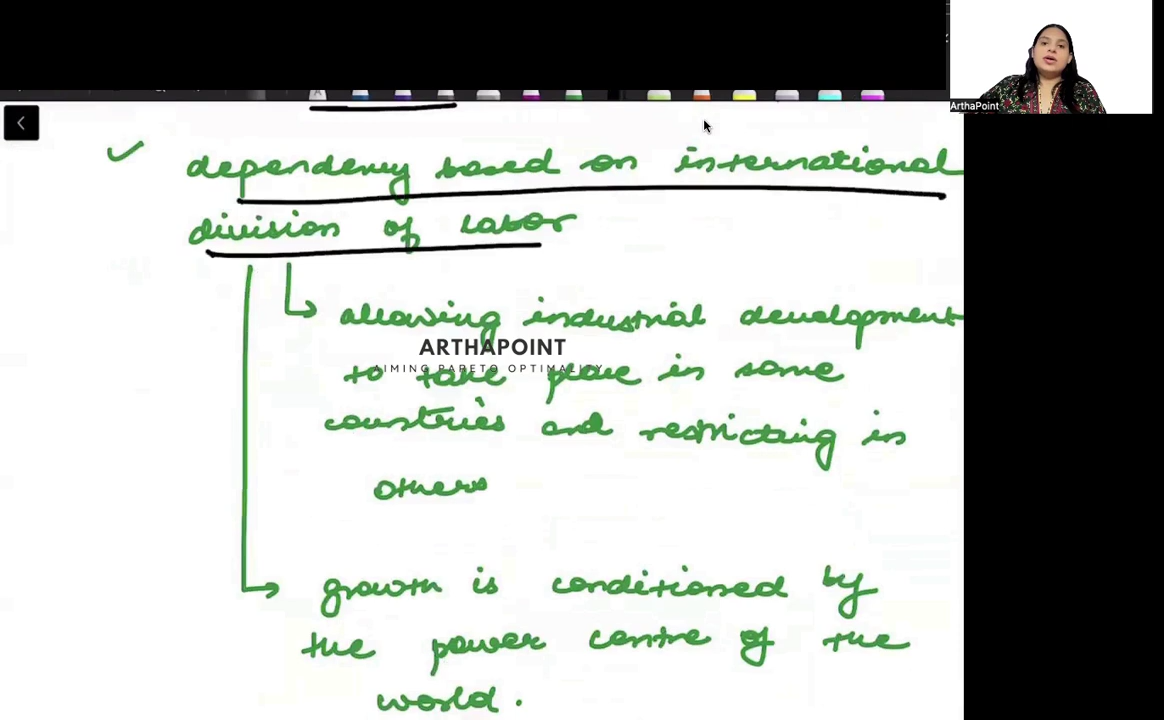 ArthaPoint
dependency based on international
division of labor
allowing industrial development
ARTHAPOINT
AIMING PARETO OPTIMALITY
to take place in some
countries and restricting in
others
growth is conditioned by
the power centre of the
world.